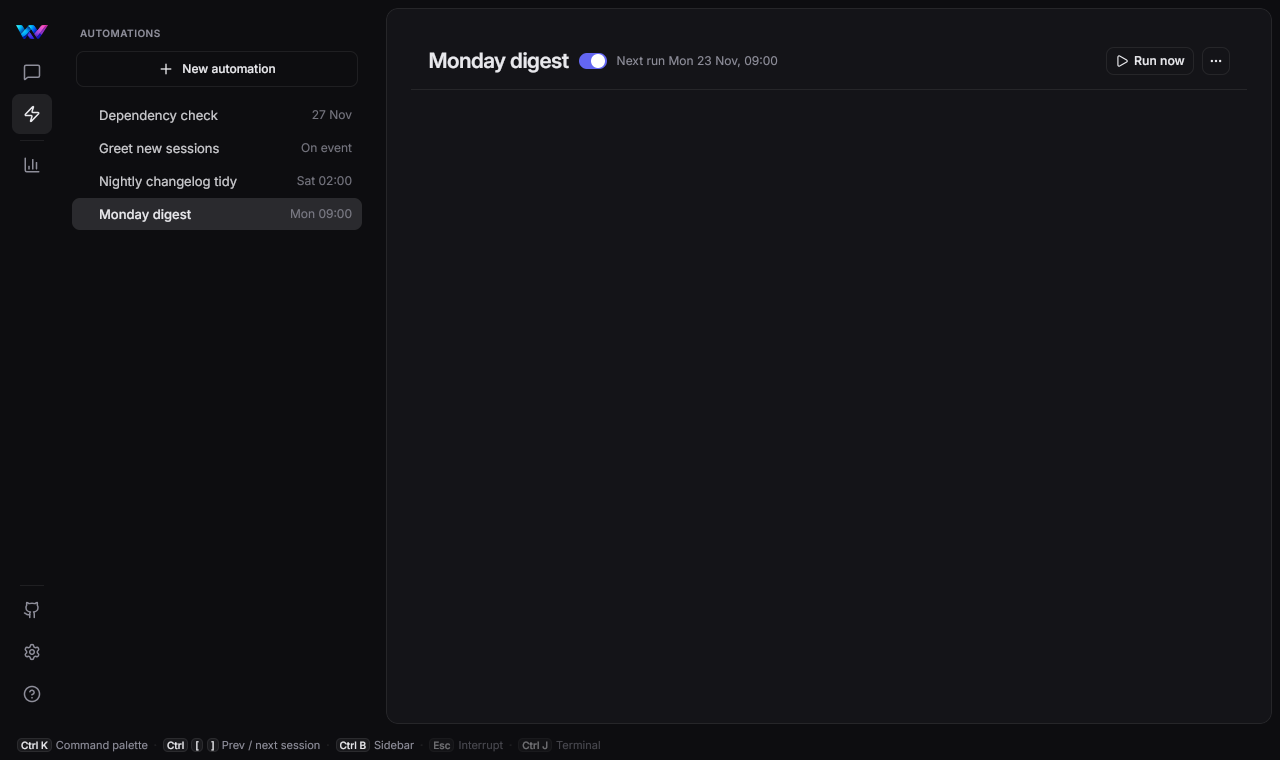 AUTOMATIONS
New automation
Dependency check 27 Nov
Greet new sessions On event
Nightly changelog tidy Sat 02:00
Monday digest Mon 09:00
Monday digest Next run Mon 23 Nov, 09:00 Run now
Ctrl K Command palette · Ctrl [ ] Prev / next session · Ctrl B Sidebar · Esc Interrupt · Ctrl J Terminal